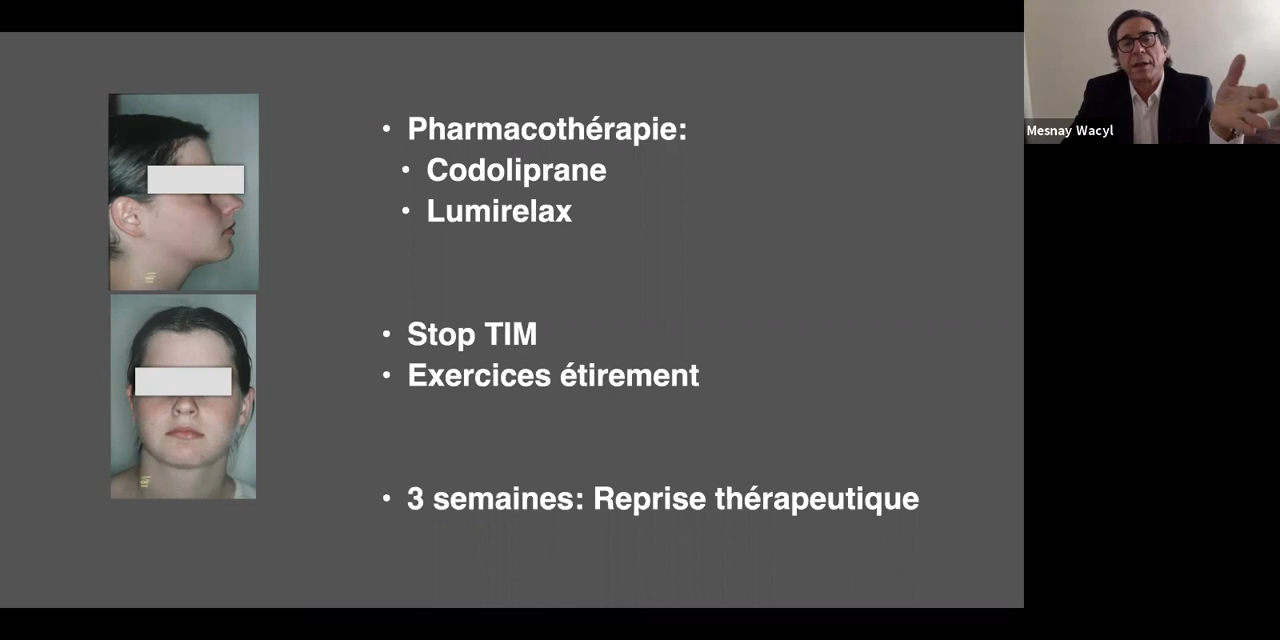 • Pharmacothérapie:
• Codoliprane
• Lumirelax
• Stop TIM
• Exercices étirement
• 3 semaines: Reprise thérapeutique
Mesnay Wacyl